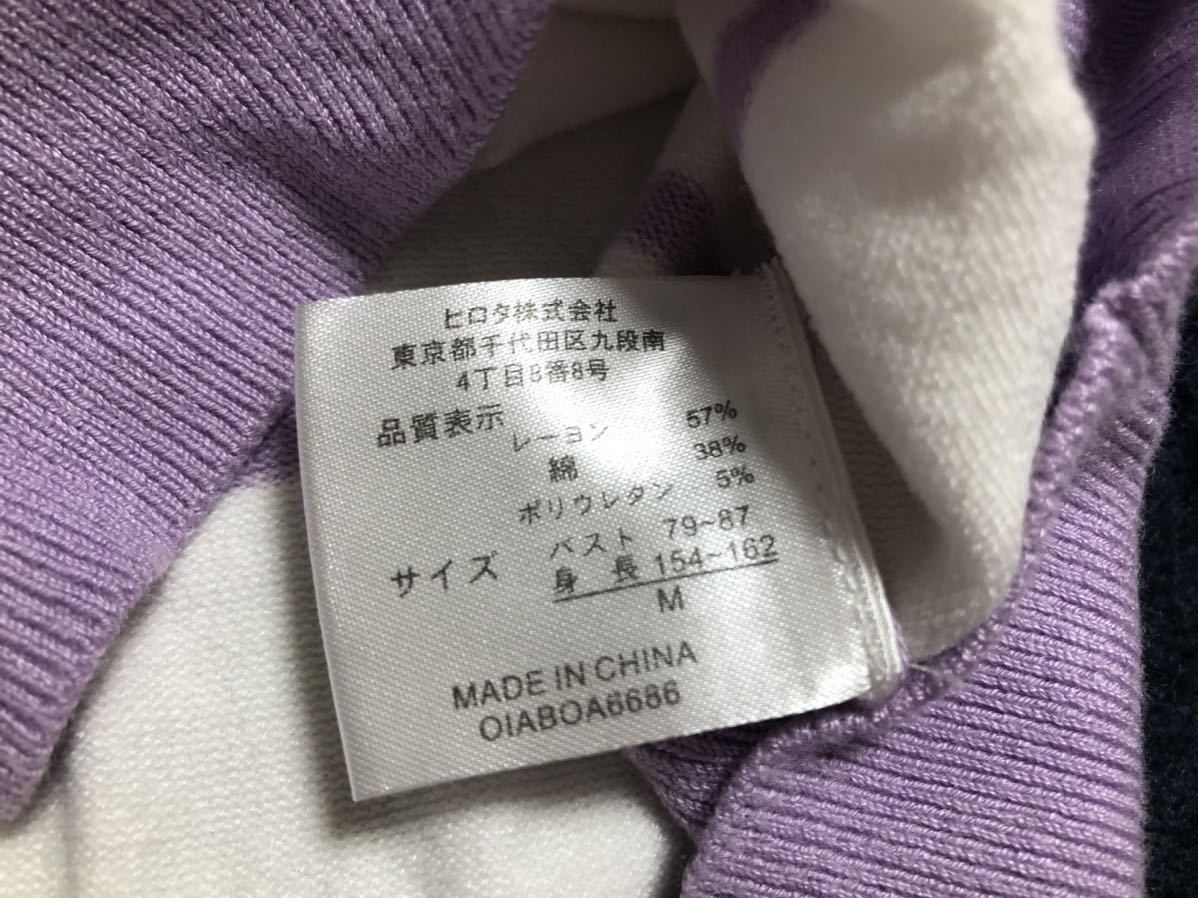 ヒロタ株式会社
東京都千代田区九段南
4丁目8番8号
品質表示
レーヨン 57%
綿 38%
ポリウレタン 5%
サイズ
バスト 79~87
身長 154~162
M
MADE IN CHINA
OIABOA6686